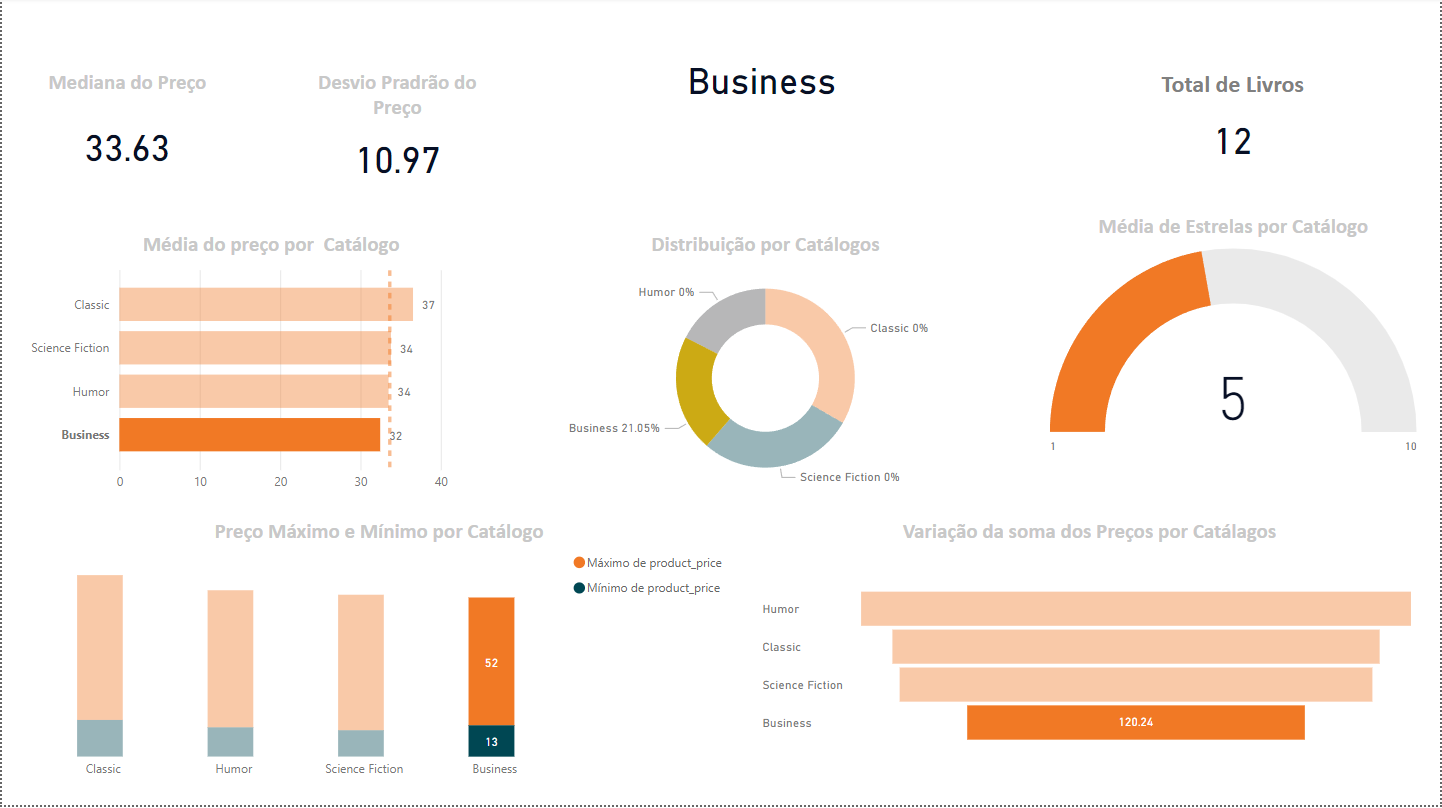 Mediana do Preço
33.63
Desvio Pradrão do
Preço
10.97
Business
Total de Livros
12
Média do preço por Catálogo
Classic
37
Science Fiction
34
Humor
34
Business
32
0
10
20
30
40
Distribuição por Catálogos
Humor 0%
Classic 0%
Business 21.05%
Science Fiction 0%
Média de Estrelas por Catálogo
5
1
10
Preço Máximo e Mínimo por Catálogo
Máximo de product_price
Mínimo de product_price
52
13
Classic
Humor
Science Fiction
Business
Variação da soma dos Preços por Catálagos
Humor
Classic
Science Fiction
Business
120.24